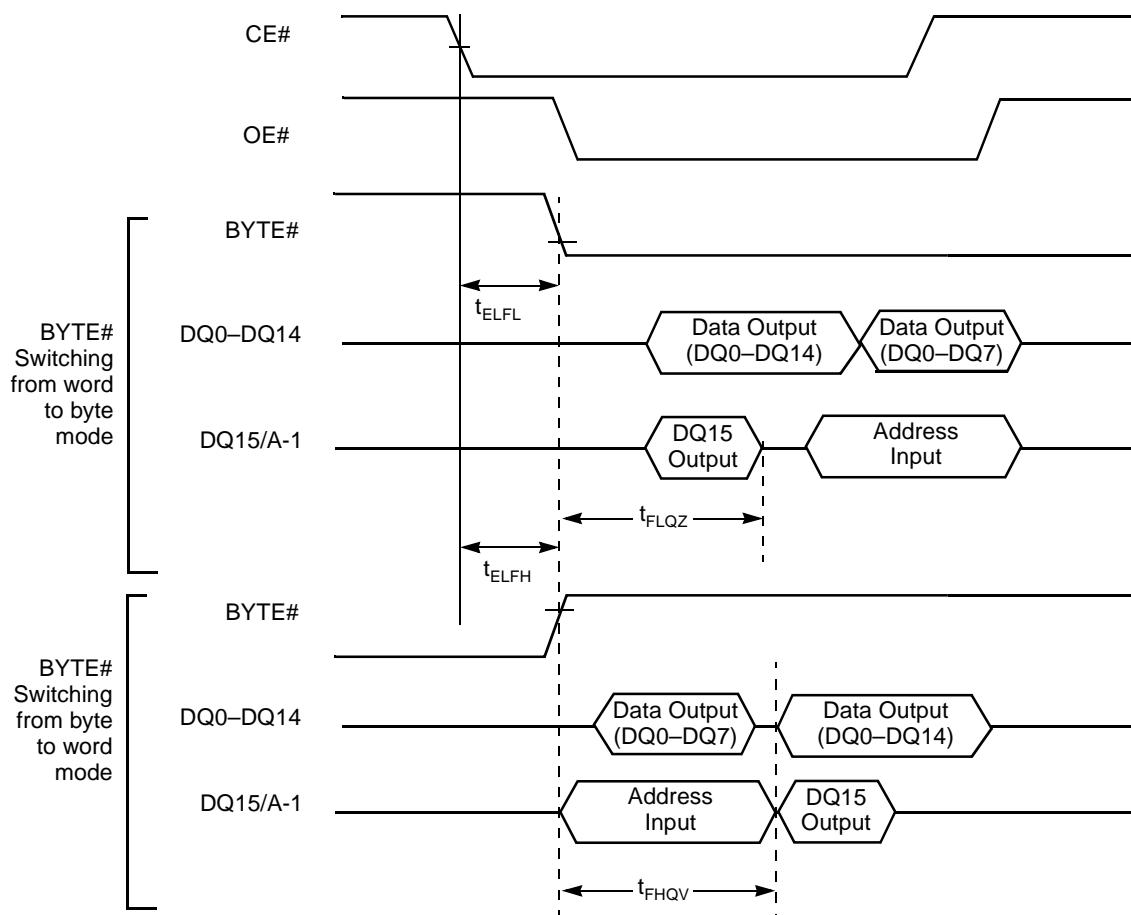 CE#
OE#
BYTE#
tELFL
BYTE#
Switching
from word
to byte
mode
DQ0–DQ14
Data Output
(DQ0–DQ14)
Data Output
(DQ0–DQ7)
DQ15/A-1
DQ15
Output
Address
Input
tFLQZ
tELFH
BYTE#
BYTE#
Switching
from byte
to word
mode
DQ0–DQ14
Data Output
(DQ0–DQ7)
Data Output
(DQ0–DQ14)
DQ15/A-1
Address
Input
DQ15
Output
tFHQV